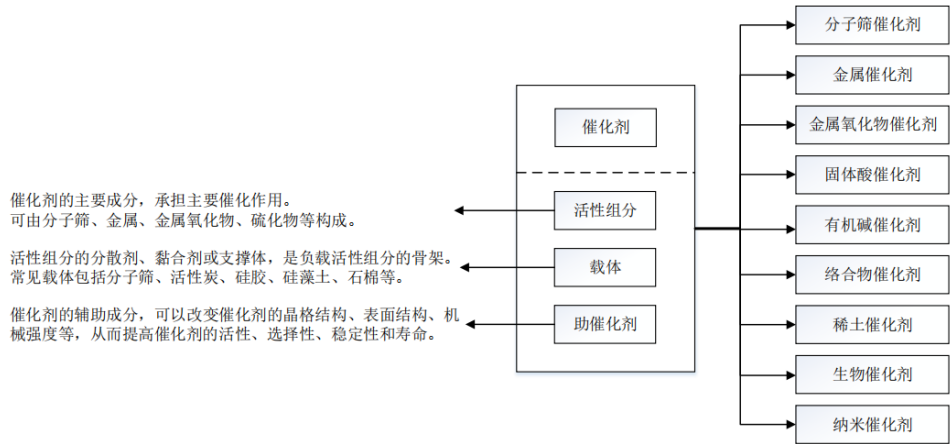 催化剂的主要成分，承担主要催化作用。
可由分子筛、金属、金属氧化物、硫化物等构成。
活性组分的分散剂、黏合剂或支撑体，是负载活性组分的骨架。
常见载体包括分子筛、活性炭、硅胶、硅藻土、石棉等。
催化剂的辅助成分，可以改变催化剂的晶格结构、表面结构、机
械强度等，从而提高催化剂的活性、选择性、稳定性和寿命。
催化剂
活性组分
载体
助催化剂
分子筛催化剂
金属催化剂
金属氧化物催化剂
固体酸催化剂
有机碱催化剂
络合物催化剂
稀土催化剂
生物催化剂
纳米催化剂